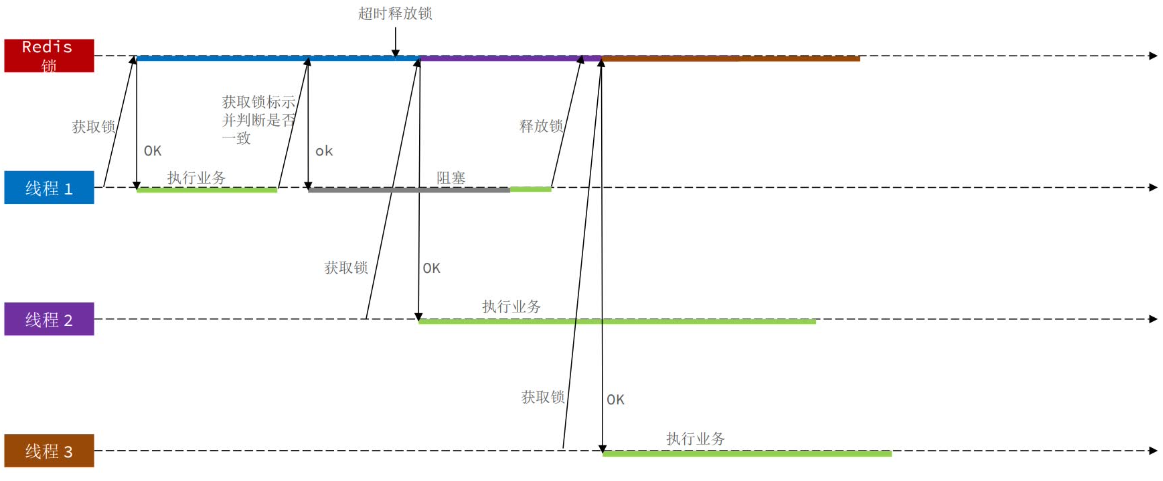 超时释放锁
Redis
锁
获取锁标示
并判断是否
一致
获取锁
释放锁
OK
ok
线程 1
执行业务
阻塞
获取锁
OK
线程 2
执行业务
获取锁
OK
线程 3
执行业务